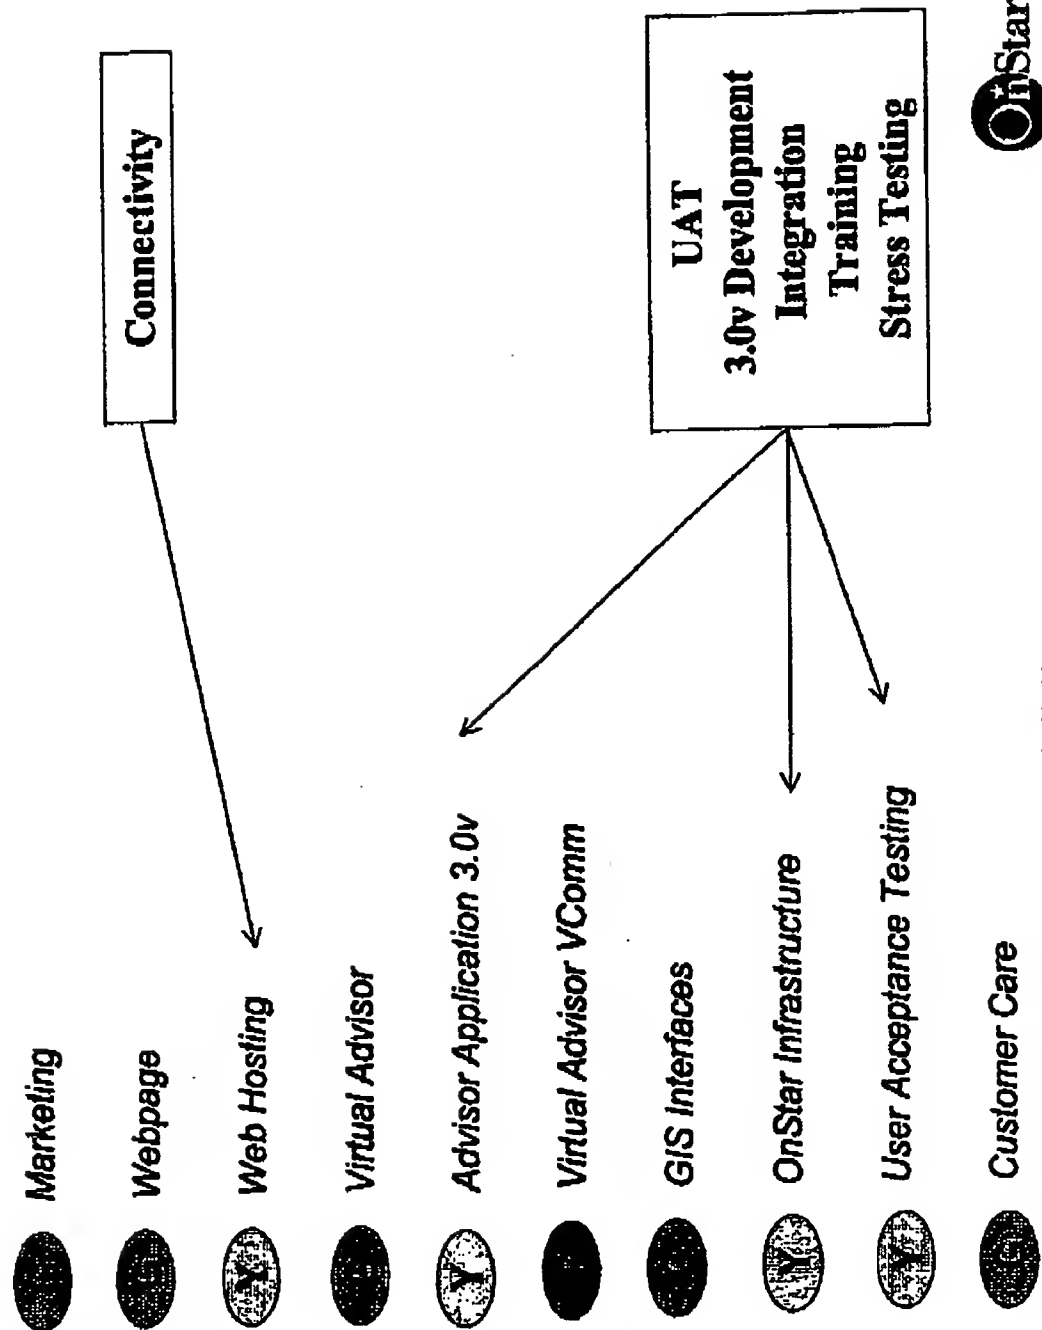 Marketing
Webpage
Y Web Hosting
Virtual Advisor
Y Advisor Application 3.0v
Virtual Advisor VComm
GIS Interfaces
Y OnStar Infrastructure
Y User Acceptance Testing
G Customer Care
Connectivity
UAT
3.0v Development
Integration
Training
Stress Testing
OnStar